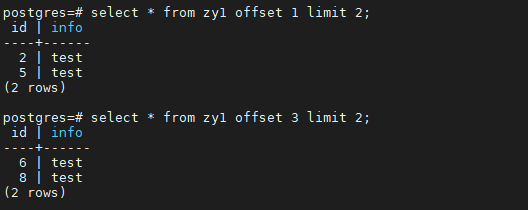 postgres=# select * from zy1 offset 1 limit 2;
 id | info
----+------
  2 | test
  5 | test
(2 rows)

postgres=# select * from zy1 offset 3 limit 2;
 id | info
----+------
  6 | test
  8 | test
(2 rows)